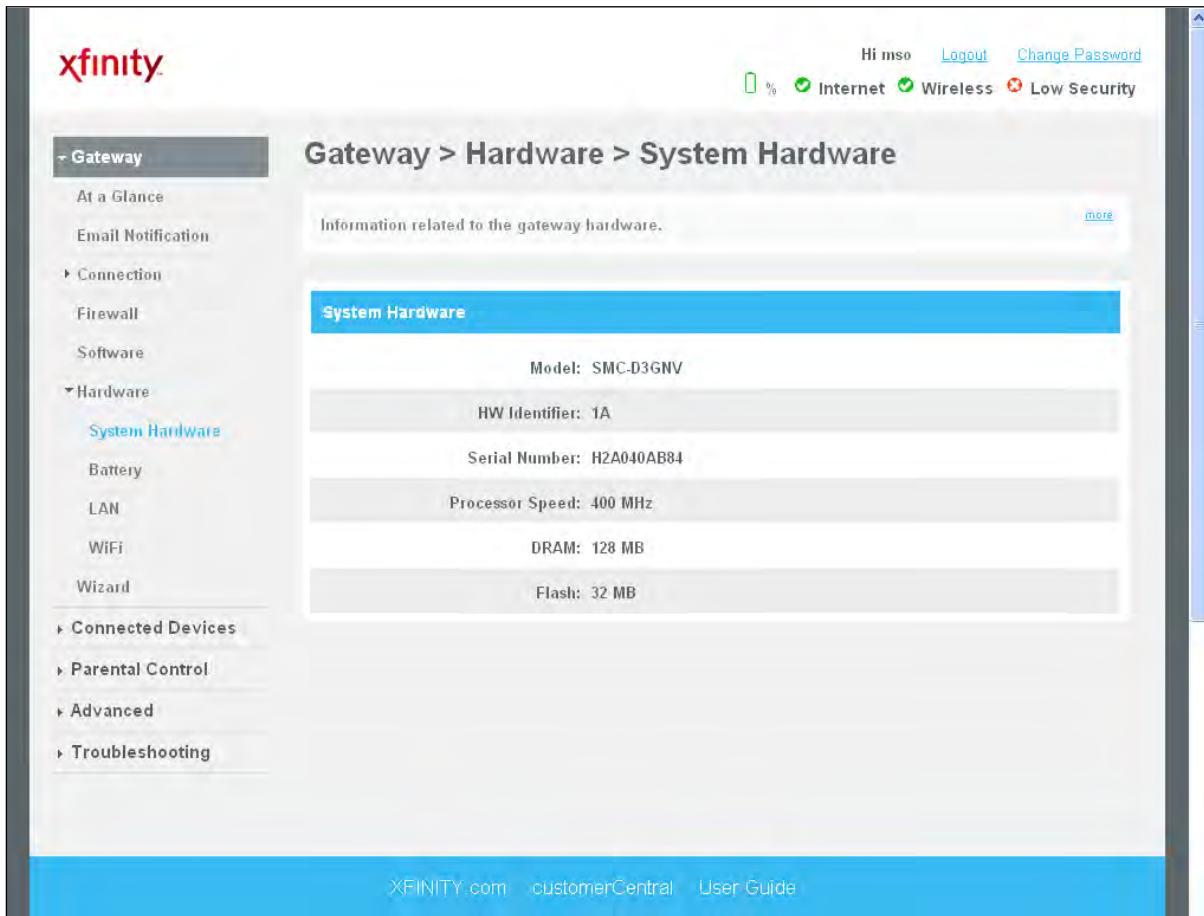 xfinity
Hi mso Logout Change Password
% Internet Wireless Low Security
Gateway
At a Glance
Email Notification
Connection
Firewall
Software
Hardware
System Hardware
Battery
LAN
WiFi
Wizard
Connected Devices
Parental Control
Advanced
Troubleshooting
Gateway > Hardware > System Hardware
Information related to the gateway hardware. more
System Hardware
Model: SMC-D3GNV
HW Identifier: 1A
Serial Number: H2A040AB84
Processor Speed: 400 MHz
DRAM: 128 MB
Flash: 32 MB
XFINITY.com customerCentral User Guide